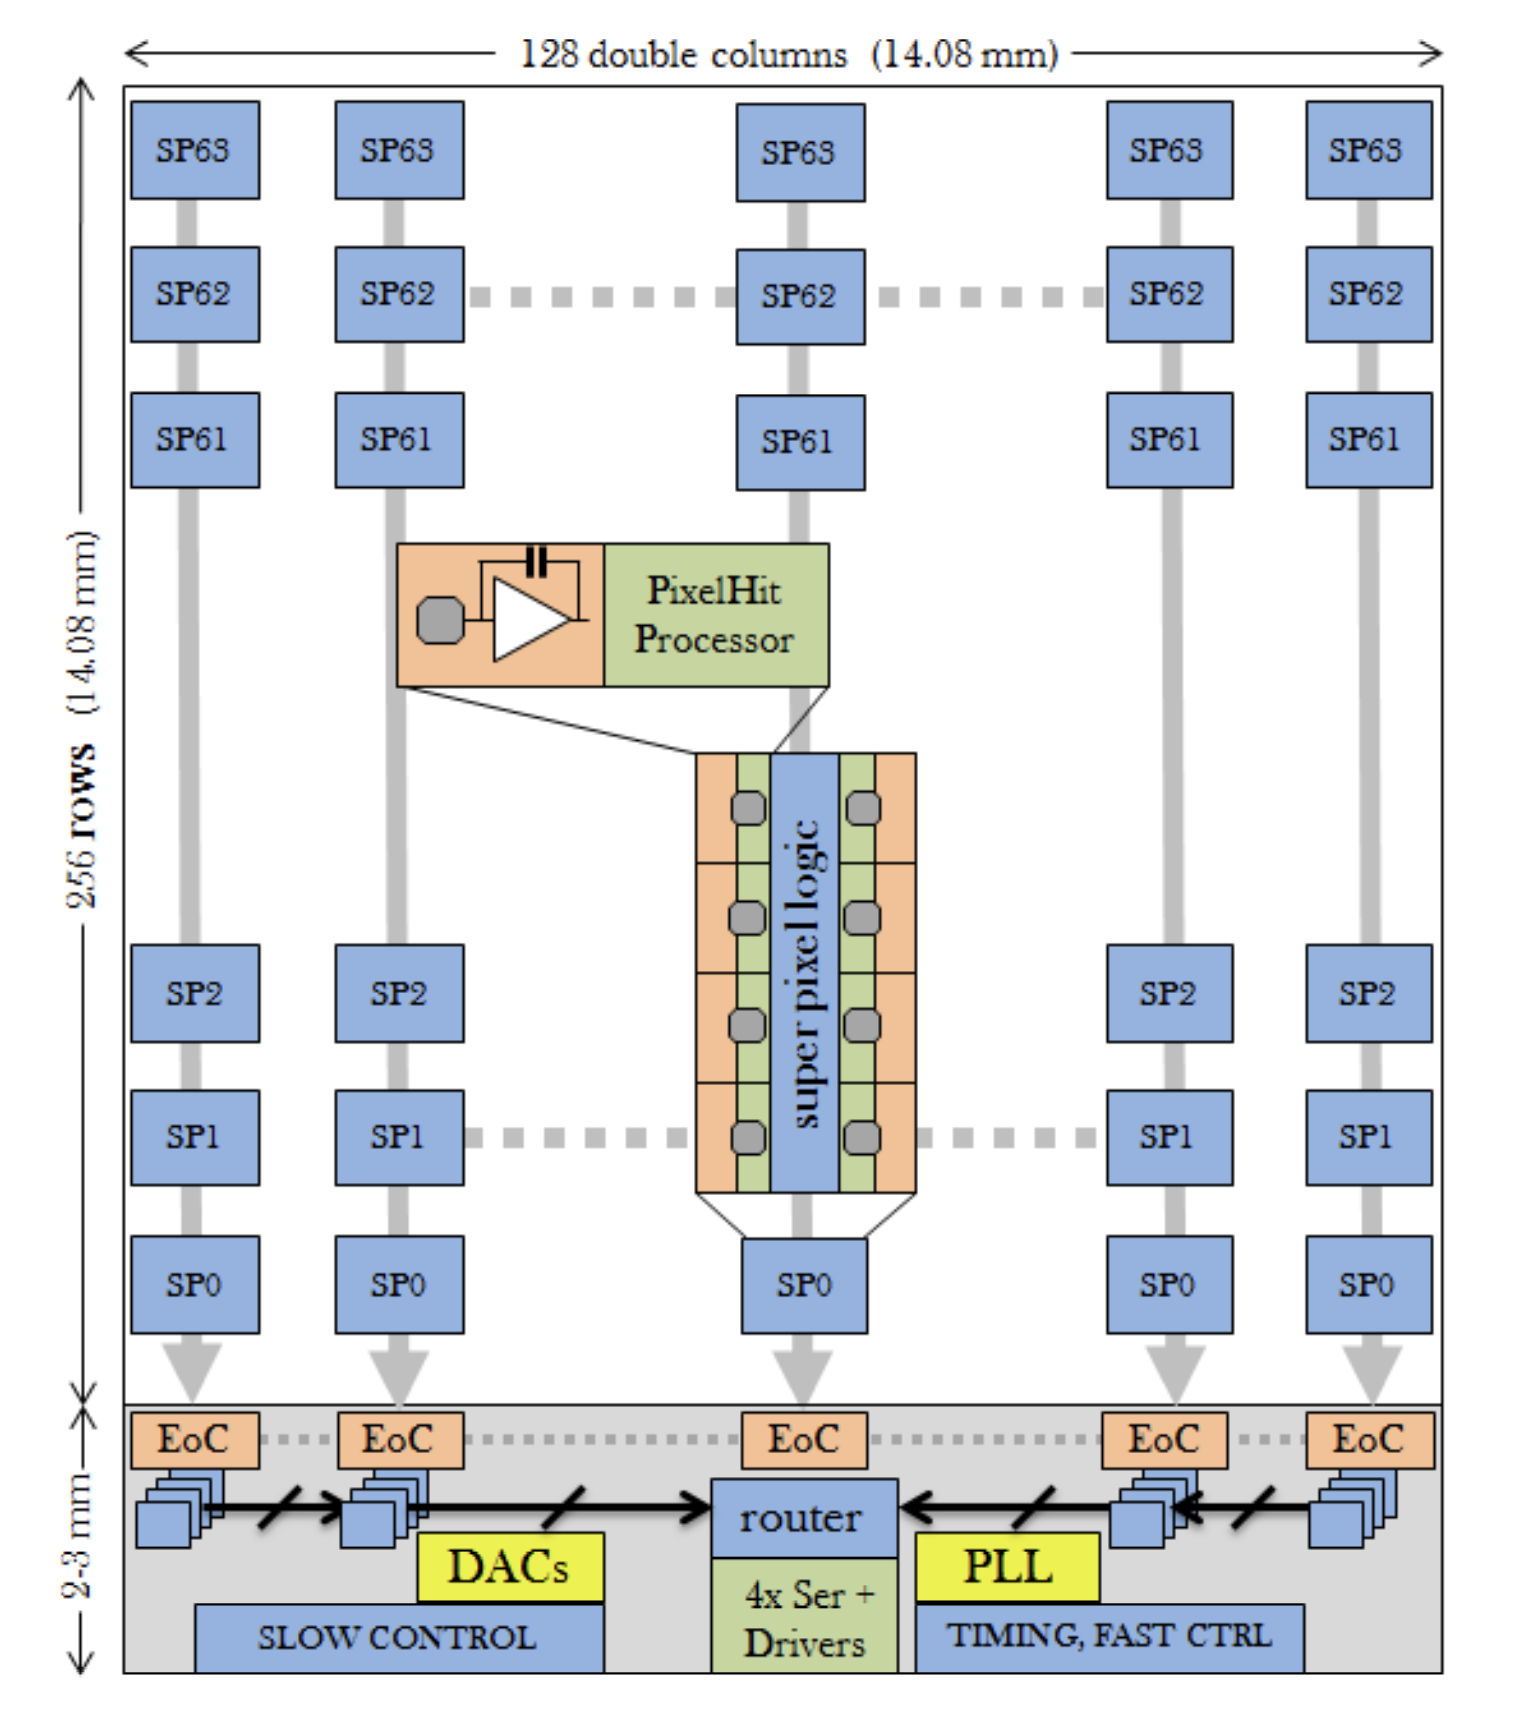 128 double columns (14.08 mm)
SP63 SP63 SP63 SP63 SP63
SP62 SP62 SP62 SP62 SP62
SP61 SP61 SP61 SP61 SP61
256 rows (14.08 mm)
PixelHit
Processor
super pixel logic
SP2 SP2 SP2 SP2
SP1 SP1 SP1 SP1
SP0 SP0 SP0 SP0 SP0
EoC EoC EoC EoC EoC
2-3 mm
router
DACs
PLL
4x Ser +
Drivers
SLOW CONTROL
TIMING, FAST CTRL